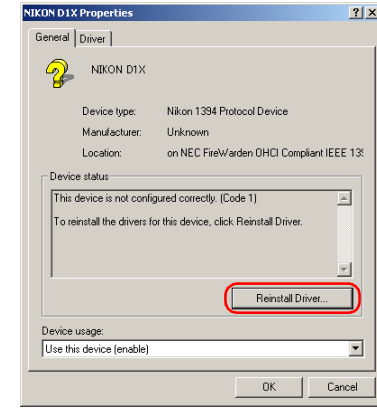 NIKON D1X Properties
General Driver
NIKON D1X
Device type: Nikon 1394 Protocol Device
Manufacturer: Unknown
Location: on NEC FireWarden OHCI Compliant IEEE 139
Device status
This device is not configured correctly. (Code 1)
To reinstall the drivers for this device, click Reinstall Driver.
Reinstall Driver...
Device usage:
Use this device (enable)
OK Cancel